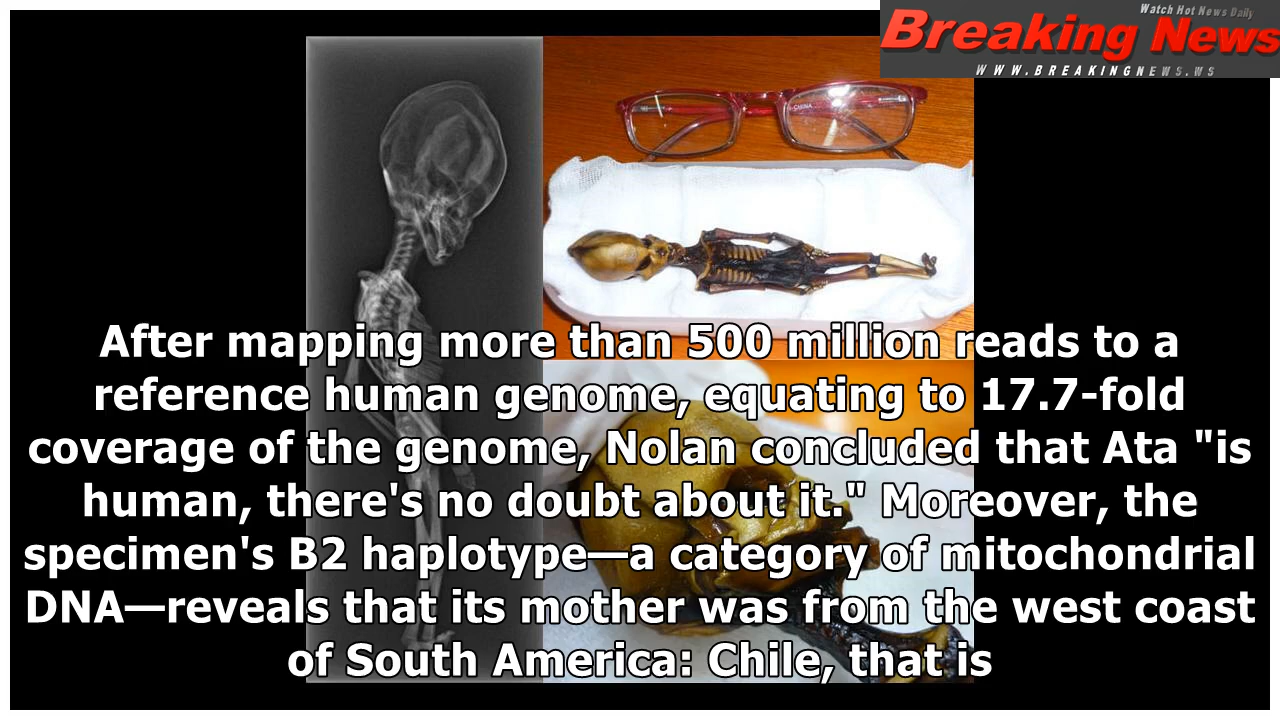 Watch Hot News Daily
Breaking News
WWW.BREAKINGNEWS.WS
CHINA
After mapping more than 500 million reads to a
reference human genome, equating to 17.7-fold
coverage of the genome, Nolan concluded that Ata "is
human, there's no doubt about it." Moreover, the
specimen's B2 haplotype—a category of mitochondrial
DNA—reveals that its mother was from the west coast
of South America: Chile, that is